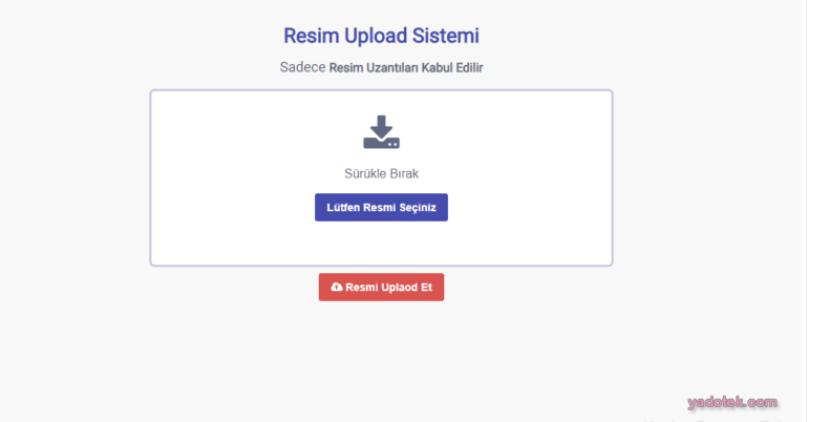 Resim Upload Sistemi
Sadece Resim Uzantıları Kabul Edilir
Sürükle Bırak
Lütfen Resmi Seçiniz
Resmi Uplaod Et
yadotek.com